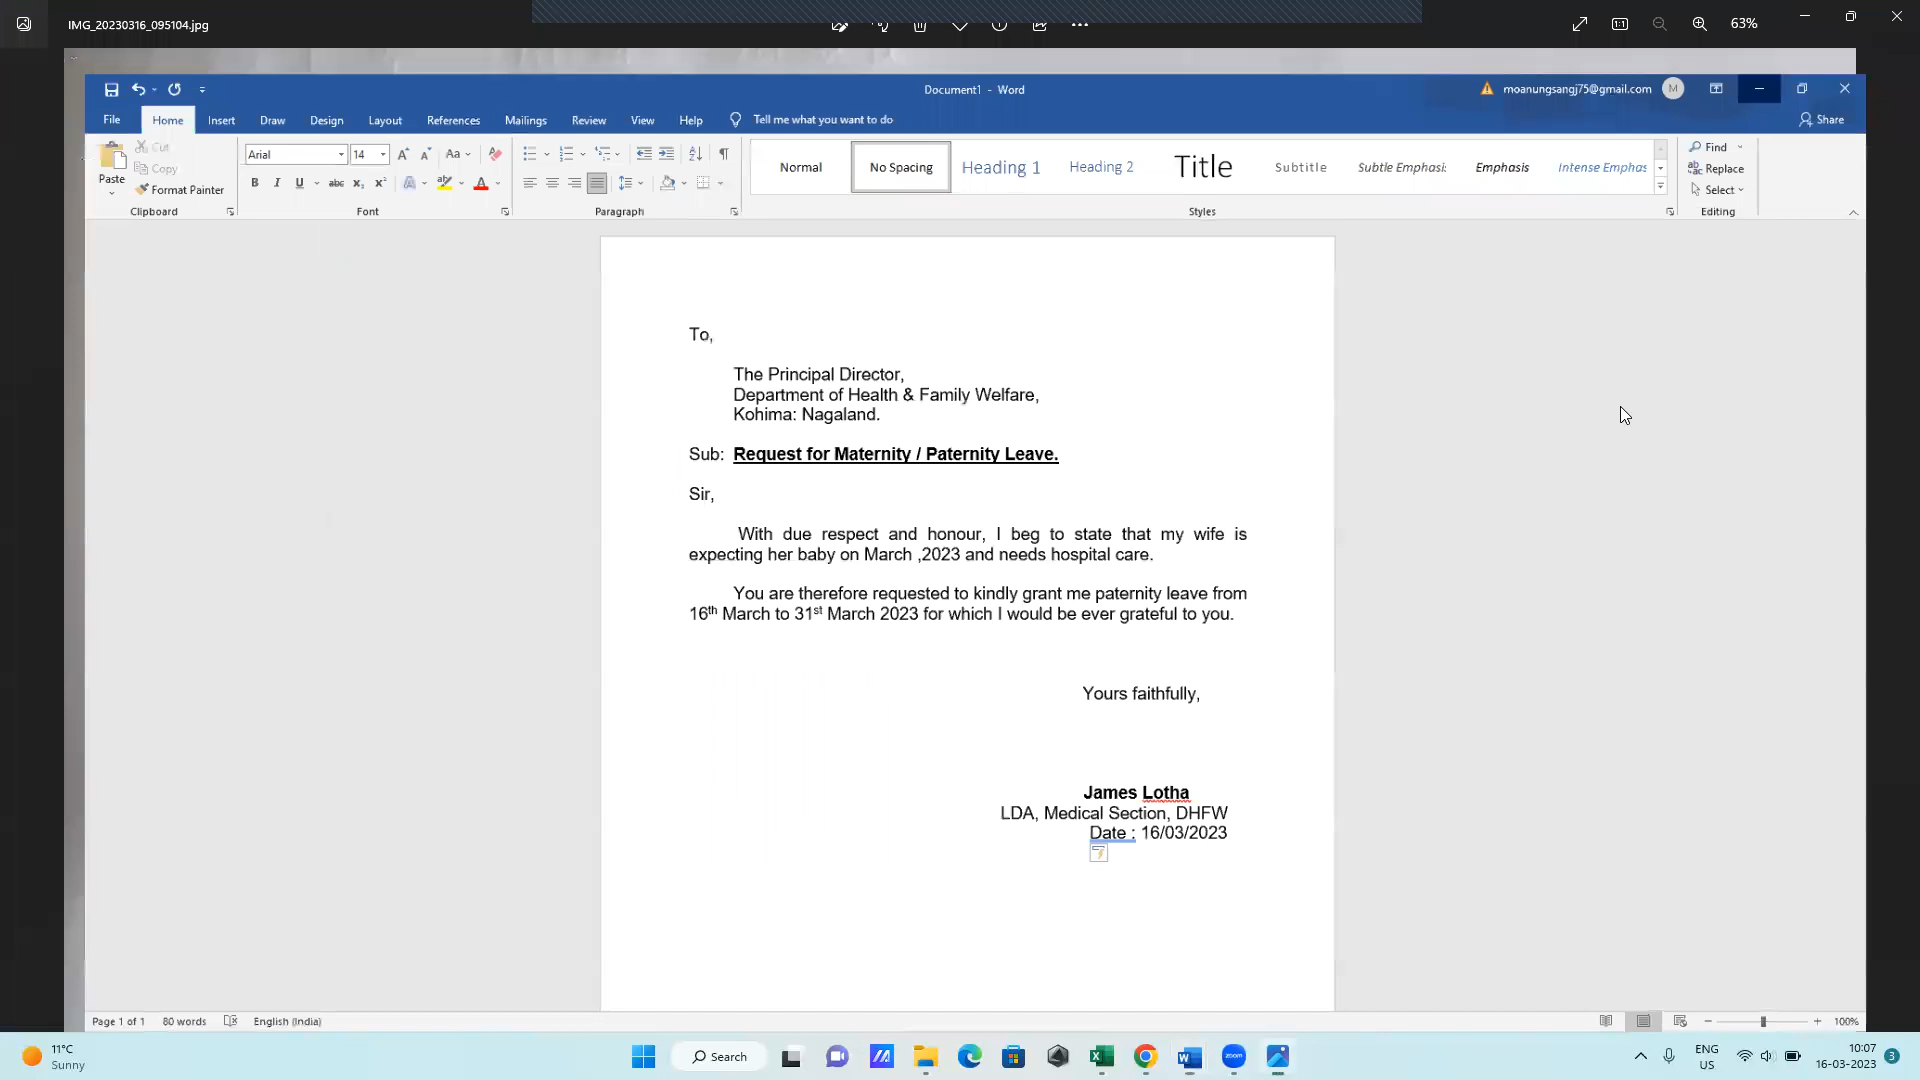 IMG_20230316_095104.jpg
63%
Document1 - Word
moanungsangj75@gmail.com
M
File Home Insert Draw Design Layout References Mailings Review View Help Tell me what you want to do
Share
Paste
Cut
Copy
Format Painter
Clipboard
Arial
14
Font
Paragraph
Normal
No Spacing
Heading 1
Heading 2
Title
Subtitle
Subtle Emphasis
Emphasis
Intense Emphas
Styles
Find
Replace
Select
Editing
To,
The Principal Director,
Department of Health & Family Welfare,
Kohima: Nagaland.
Sub: Request for Maternity / Paternity Leave.
Sir,
With due respect and honour, I beg to state that my wife is
expecting her baby on March ,2023 and needs hospital care.
You are therefore requested to kindly grant me paternity leave from
16th March to 31st March 2023 for which I would be ever grateful to you.
Yours faithfully,
James Lotha
LDA, Medical Section, DHFW
Date : 16/03/2023
Page 1 of 1 80 words English (India)
100%
11°C
Sunny
Search
zoom
ENG
US
10:07
16-03-2023
3